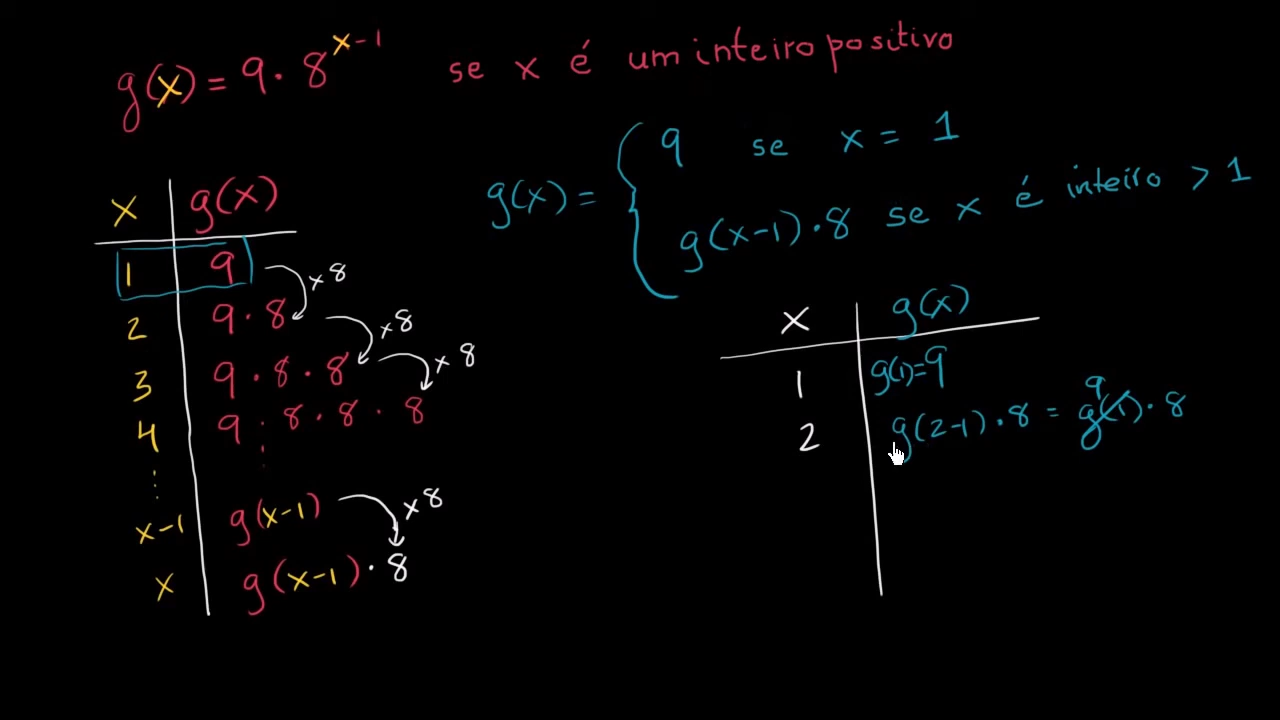 g(x) = 9 · 8^(x-1) se x é um inteiro positivo
g(x) = { 9 se x = 1
g(x-1) · 8 se x é inteiro > 1
x g(x)
1 9
×8
2 9 · 8
×8
3 9 · 8 · 8
×8
4 9 · 8 · 8 · 8
⋮ ⋮
x-1 g(x-1)
×8
x g(x-1) · 8
x g(x)
1 g(1)=9
9
2 g(2-1) · 8 = g(1) · 8